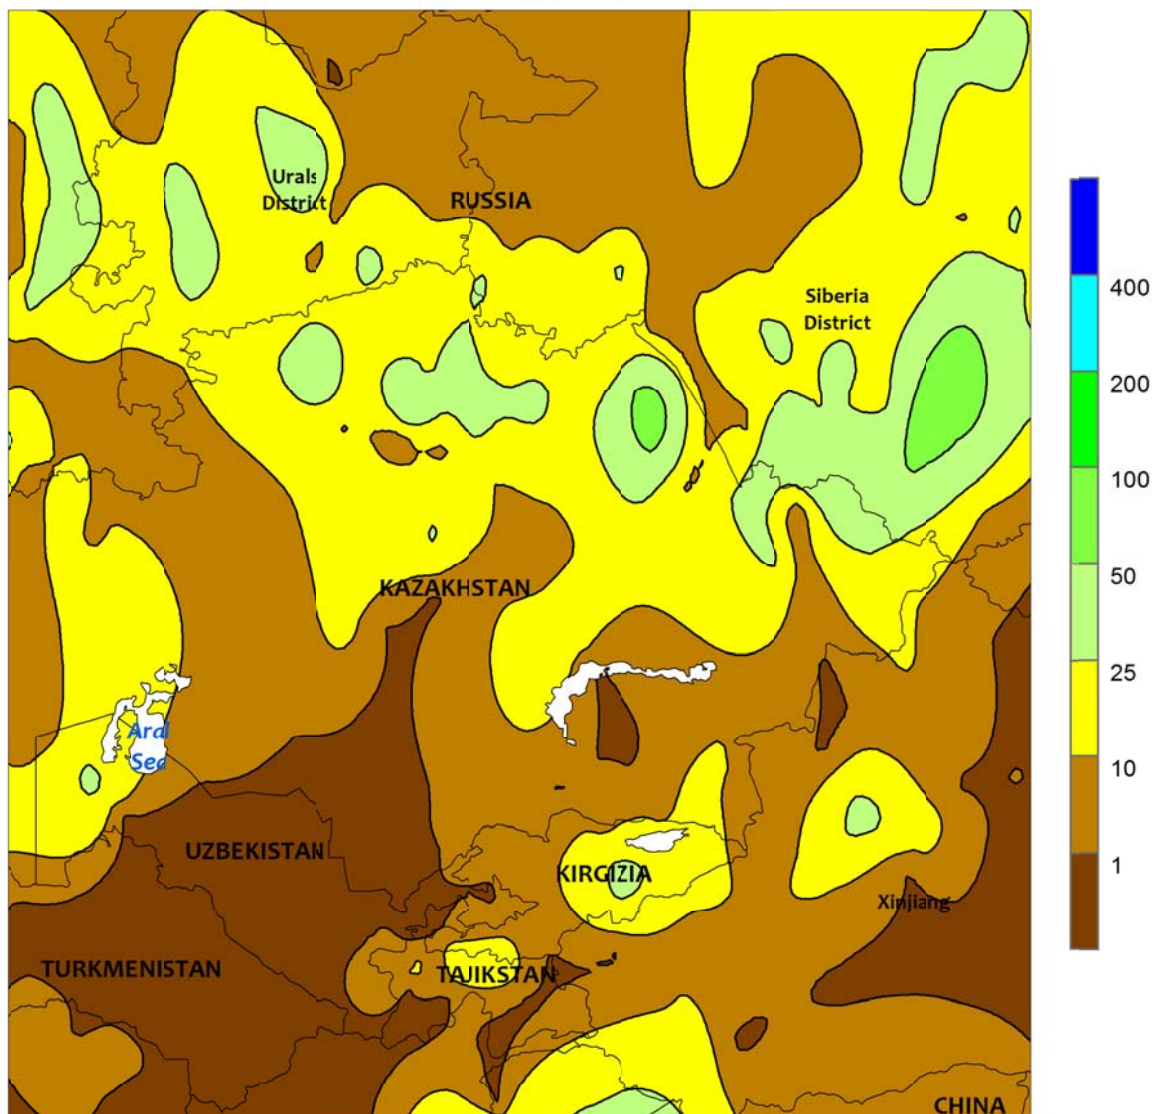 Urals
District
RUSSIA
Siberia
District
KAZAKHSTAN
Aral
Sea
UZBEKISTAN
KIRGIZIA
Xinjiang
TURKMENISTAN
TAJIKSTAN
CHINA
400
200
100
50
25
10
1